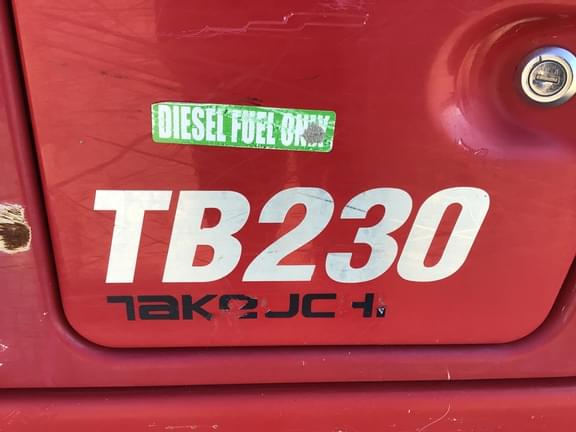 DIESEL FUEL ONLY
TB230
TAKEUCHI